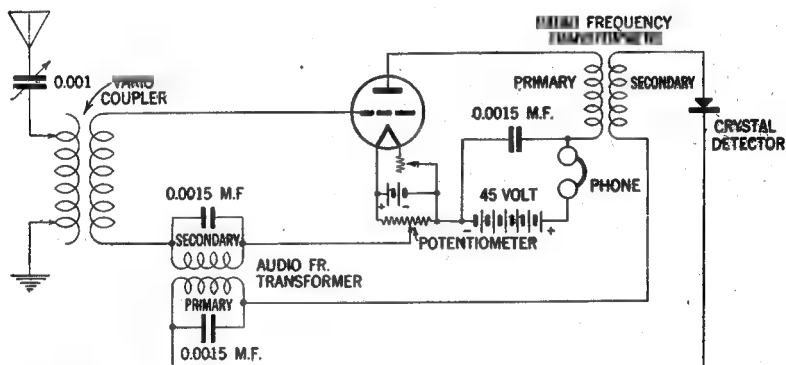 FREQUENCY
0.001
COUPLER
PRIMARY
SECONDARY
0.0015 M.F.
CRYSTAL
DETECTOR
PHONE
0.0015 M.F
45 VOLT
+ -
- +
SECONDARY
POTENTIOMETER
AUDIO FR.
TRANSFORMER
PRIMARY
0.0015 M.F.